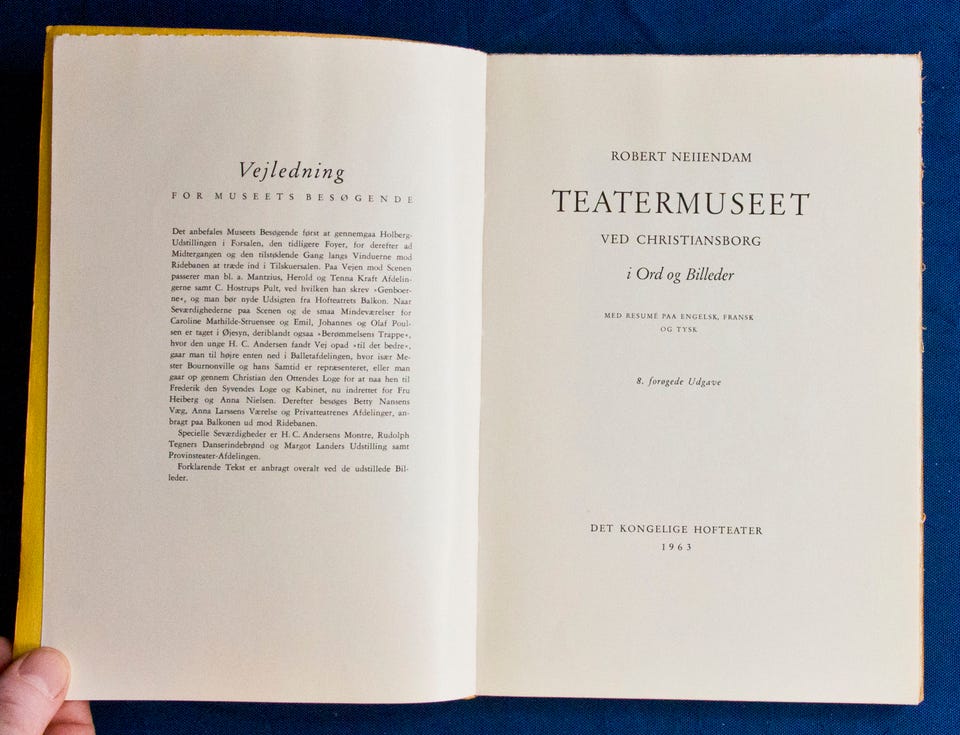 Vejledning
FOR MUSEETS BESØGENDE
Det anbefales Museets Besøgende først at gennemgaa Holberg-
Udstillingen i Forsalen, den tidligere Foyer, for derefter ad
Midtergangen og den tilstødende Gang langs Vinduerne mod
Ridebanen at træde ind i Tilskuersalen. Paa Vejen mod Scenen
passerer man bl. a. Mantzius, Herold og Tenna Kraft Afdelin-
gerne samt C. Hostrups Pult, ved hvilken han skrev »Genboer-
ne«, og man bør nyde Udsigten fra Hofteatrets Balkon. Naar
Seværdighederne paa Scenen og de smaa Mindeværelser for
Caroline Mathilde-Struensee og Emil, Johannes og Olaf Poul-
sen er taget i Øjesyn, deriblandt ogsaa »Berømmelsens Trappe«,
hvor den unge H. C. Andersen fandt Vej opad »til det bedre«,
gaar man til højre enten ned i Balletafdelingen, hvor især Me-
ster Bournonville og hans Samtid er repræsenteret, eller man
gaar op gennem Christian den Ottendes Loge for at naa hen til
Frederik den Syvendes Loge og Kabinet, nu indrettet for Fru
Heiberg og Anna Nielsen. Derefter besøges Betty Nansens
Væg, Anna Larssens Værelse og Privatteatrenes Afdelinger, an-
bragt paa Balkonen ud mod Ridebanen.
Specielle Seværdigheder er H. C. Andersens Montre, Rudolph
Tegners Danserindebrønd og Margot Landers Udstilling samt
Provinsteater-Afdelingen.
Forklarende Tekst er anbragt overalt ved de udstillede Bil-
leder.
ROBERT NEIIENDAM
TEATERMUSEET
VED CHRISTIANSBORG
i Ord og Billeder
MED RESUMÉ PAA ENGELSK, FRANSK
OG TYSK
8. forøgede Udgave
DET KONGELIGE HOFTEATER
1963